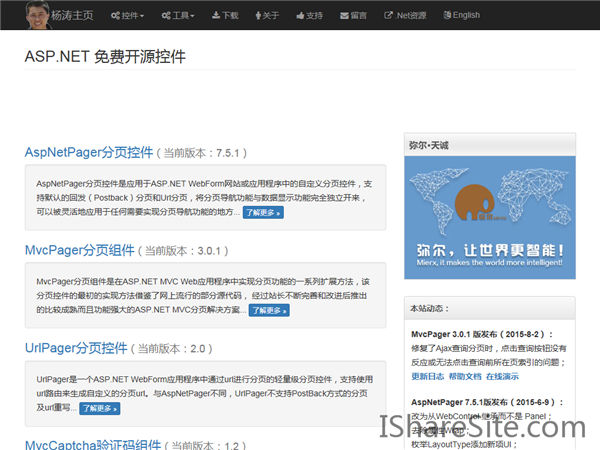 杨涛主页 控件 工具 下载 关于 支持 留言 .Net资源 English
ASP.NET 免费开源控件
AspNetPager分页控件 ( 当前版本：7.5.1 )
AspNetPager分页控件是应用于ASP.NET WebForm网站或应用程序中的自定义分页控件，支
持默认的回发（Postback）分页和Url分页，将分页导航功能与数据显示功能完全独立开来，
可以被灵活地应用于任何需要实现分页导航功能的地方... 了解更多 »
MvcPager分页组件 ( 当前版本：3.0.1 )
MvcPager分页组件是在ASP.NET MVC Web应用程序中实现分页功能的一系列扩展方法，该
分页控件的最初的实现方法借鉴了网上流行的部分源代码， 经过站长不断完善和改进后推出
的比较成熟而且功能强大的ASP.NET MVC分页解决方案... 了解更多 »
UrlPager分页控件 ( 当前版本：2.0 )
UrlPager是一个ASP.NET WebForm应用程序中通过url进行分页的轻量级分页控件，支持使用
url路由来生成自定义的分页url。与AspNetPager不同，UrlPager不支持PostBack方式的分页
及url重写... 了解更多 »
MvcCaptcha验证码组件 ( 当前版本：1.2 )
弥尔•天诚
弥尔，让世界更智能！
Mierx, it makes the world more intelligent!
本站动态：
MvcPager 3.0.1 版发布（2015-8-2）：
修复了Ajax查询分页时，点击查询按钮没有
反应或无法点击查询前所在页索引的问题；
更新日志 帮助文档 在线演示
AspNetPager 7.5.1版发布（2015-6-9）：
改为从WebControl 继承而不是 Panel；
去除属性Wrap；
枚举LayoutType添加新项Ul；
IShareSite.com